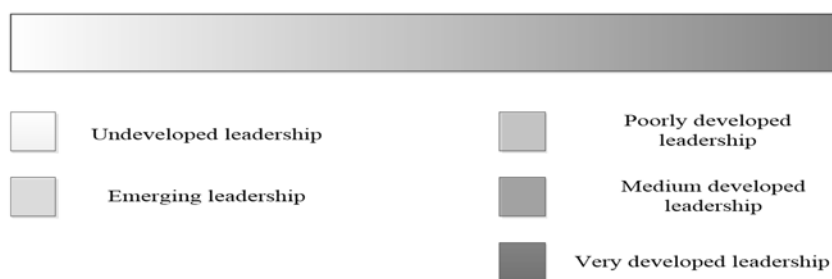 Undeveloped leadership
Emerging leadership
Poorly developed
leadership
Medium developed
leadership
Very developed leadership